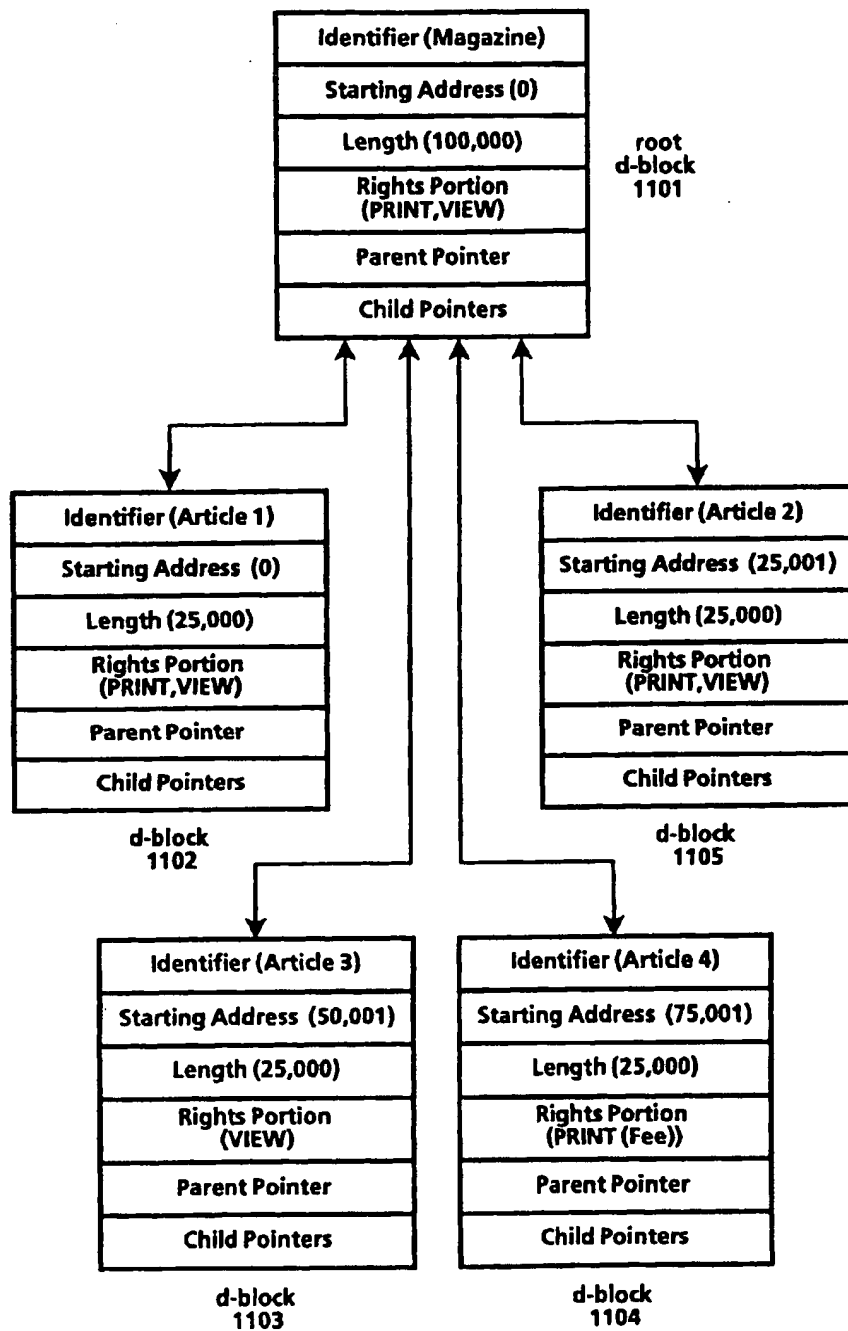 Identifier (Magazine)
Starting Address (0)
Length (100,000)
Rights Portion
(PRINT,VIEW)
Parent Pointer
Child Pointers
root
d-block
1101
Identifier (Article 1)
Starting Address (0)
Length (25,000)
Rights Portion
(PRINT,VIEW)
Parent Pointer
Child Pointers
d-block
1102
Identifier (Article 2)
Starting Address (25,001)
Length (25,000)
Rights Portion
(PRINT,VIEW)
Parent Pointer
Child Pointers
d-block
1105
Identifier (Article 3)
Starting Address (50,001)
Length (25,000)
Rights Portion
(VIEW)
Parent Pointer
Child Pointers
d-block
1103
Identifier (Article 4)
Starting Address (75,001)
Length (25,000)
Rights Portion
(PRINT (Fee))
Parent Pointer
Child Pointers
d-block
1104